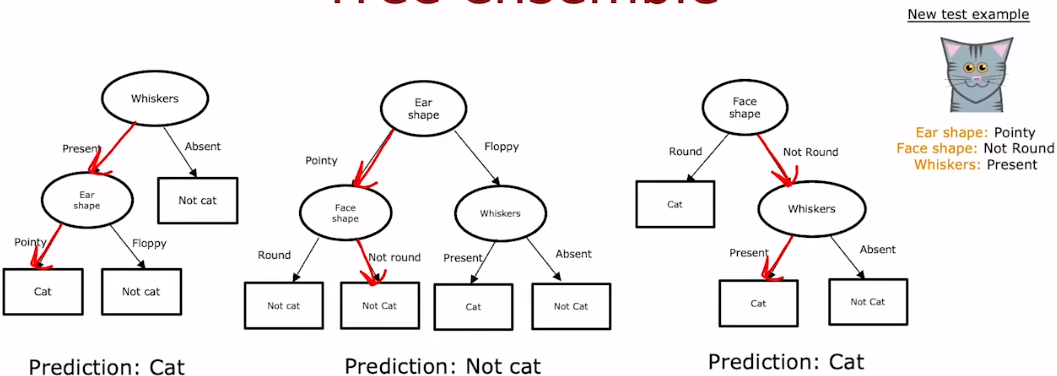 Tree ensemble
New test example
Ear shape: Pointy
Face shape: Not Round
Whiskers: Present
Whiskers
Present
Absent
Ear
shape
Not cat
Pointy
Floppy
Cat
Not cat
Prediction: Cat
Ear
shape
Pointy
Floppy
Face
shape
Whiskers
Round
Not round
Present
Absent
Not cat
Not Cat
Cat
Not Cat
Prediction: Not cat
Face
shape
Round
Not Round
Cat
Whiskers
Present
Absent
Cat
Not Cat
Prediction: Cat